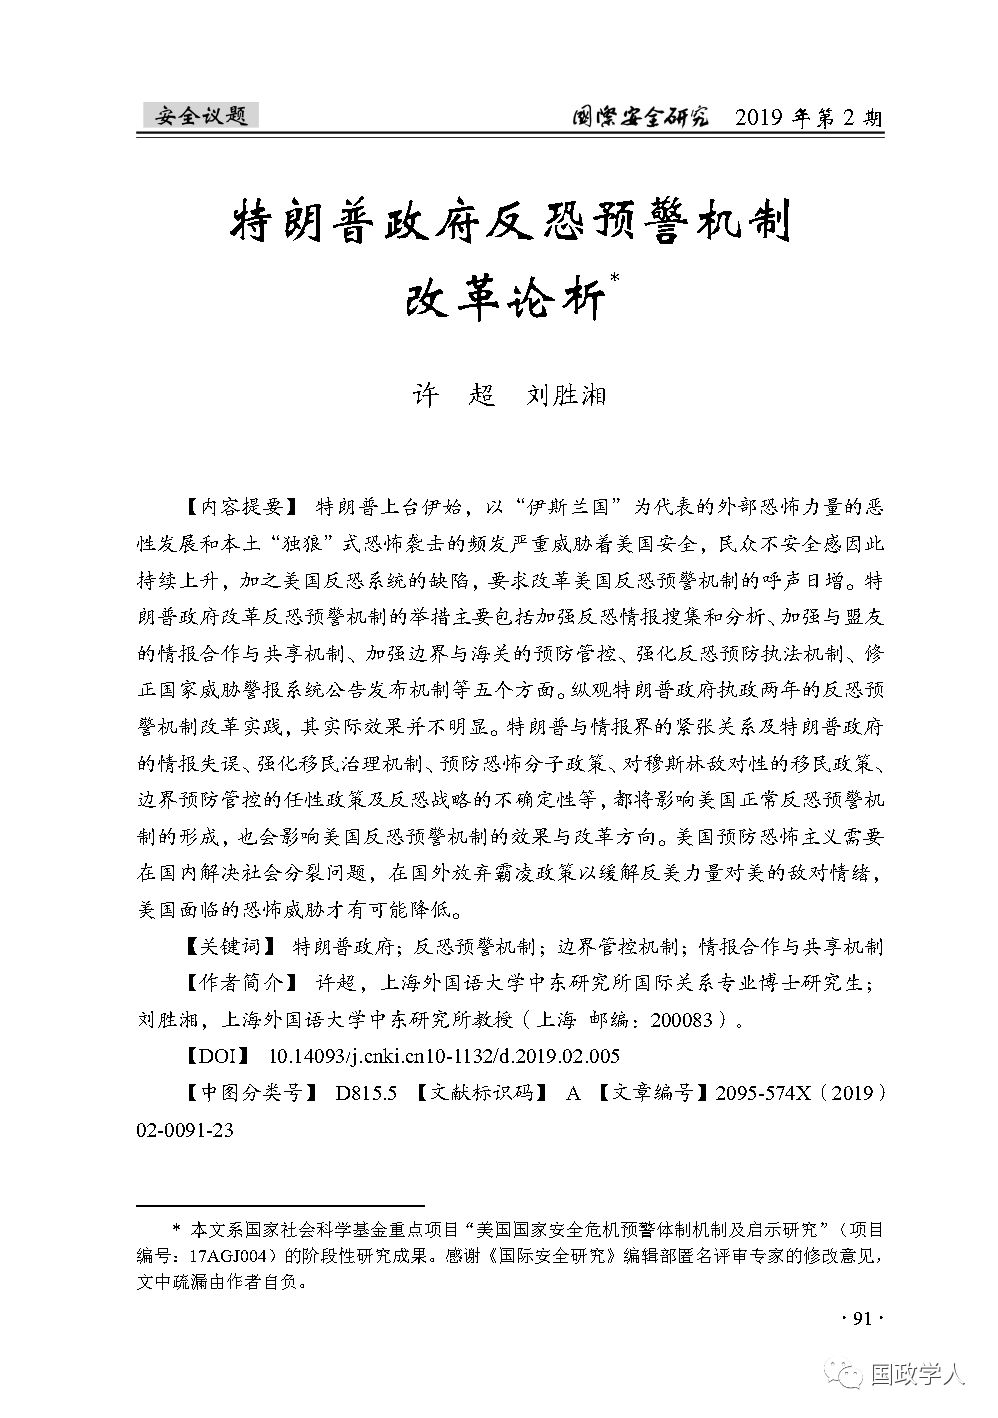 安全议题
国际安全研究 2019 年第 2 期
特朗普政府反恐预警机制
改革论析*
许 超 刘胜湘
【内容提要】 特朗普上台伊始，以“伊斯兰国”为代表的外部恐怖力量的恶
性发展和本土“独狼”式恐怖袭击的频发严重威胁着美国安全，民众不安全感因此
持续上升，加之美国反恐系统的缺陷，要求改革美国反恐预警机制的呼声日增。特
朗普政府改革反恐预警机制的举措主要包括加强反恐情报搜集和分析、加强与盟友
的情报合作与共享机制、加强边界与海关的预防管控、强化反恐预防执法机制、修
正国家威胁警报系统公告发布机制等五个方面。纵观特朗普政府执政两年的反恐预
警机制改革实践，其实际效果并不明显。特朗普与情报界的紧张关系及特朗普政府
的情报失误、强化移民治理机制、预防恐怖分子政策、对穆斯林敌对性的移民政策、
边界预防管控的任性政策及反恐战略的不确定性等，都将影响美国正常反恐预警机
制的形成，也会影响美国反恐预警机制的效果与改革方向。美国预防恐怖主义需要
在国内解决社会分裂问题，在国外放弃霸凌政策以缓解反美力量对美的敌对情绪，
美国面临的恐怖威胁才有可能降低。
【关键词】 特朗普政府；反恐预警机制；边界管控机制；情报合作与共享机制
【作者简介】 许超，上海外国语大学中东研究所国际关系专业博士研究生；
刘胜湘，上海外国语大学中东研究所教授（上海 邮编：200083）。
【DOI】 10.14093/j.cnki.cn10-1132/d.2019.02.005
【中图分类号】 D815.5 【文献标识码】 A 【文章编号】2095-574X（2019）
02-0091-23
* 本文系国家社会科学基金重点项目“美国国家安全危机预警体制机制及启示研究”（项目
编号：17AGJ004）的阶段性研究成果。感谢《国际安全研究》编辑部匿名评审专家的修改意见，
文中疏漏由作者自负。
· 91 ·
国政学人